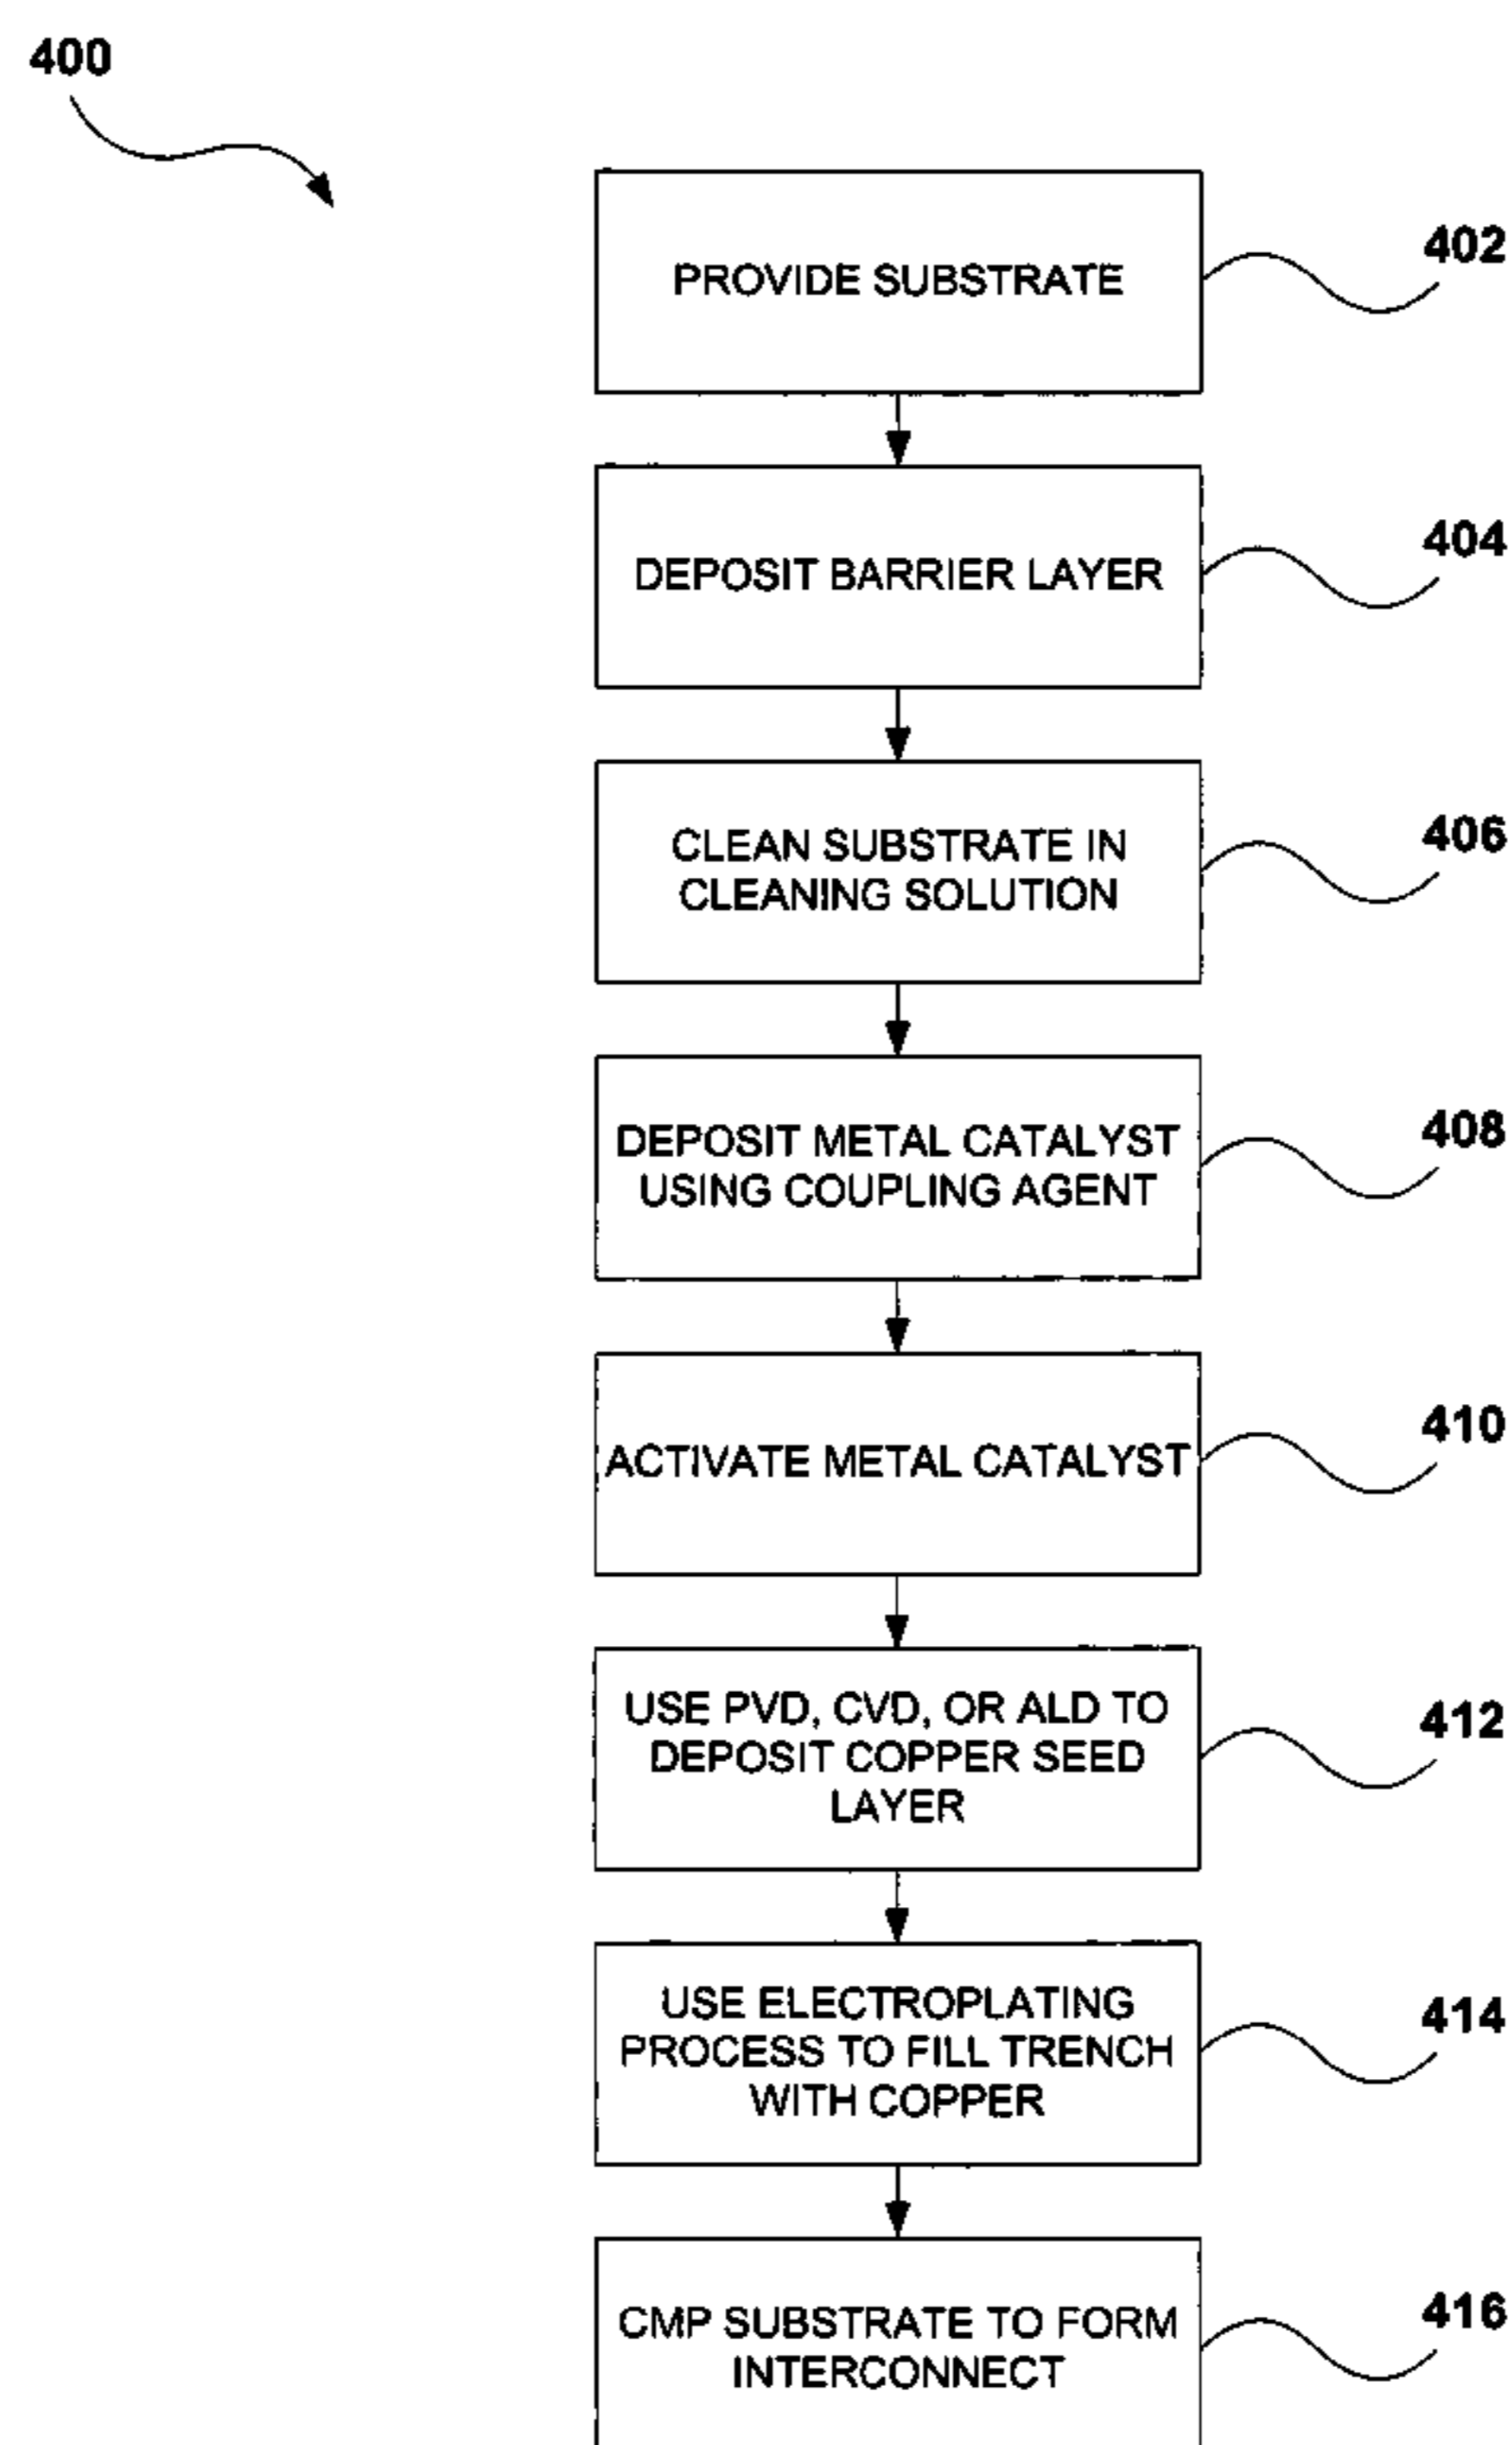 400
PROVIDE SUBSTRATE
402
DEPOSIT BARRIER LAYER
404
CLEAN SUBSTRATE IN
CLEANING SOLUTION
406
DEPOSIT METAL CATALYST
USING COUPLING AGENT
408
ACTIVATE METAL CATALYST
410
USE PVD, CVD, OR ALD TO
DEPOSIT COPPER SEED
LAYER
412
USE ELECTROPLATING
PROCESS TO FILL TRENCH
WITH COPPER
414
CMP SUBSTRATE TO FORM
INTERCONNECT
416